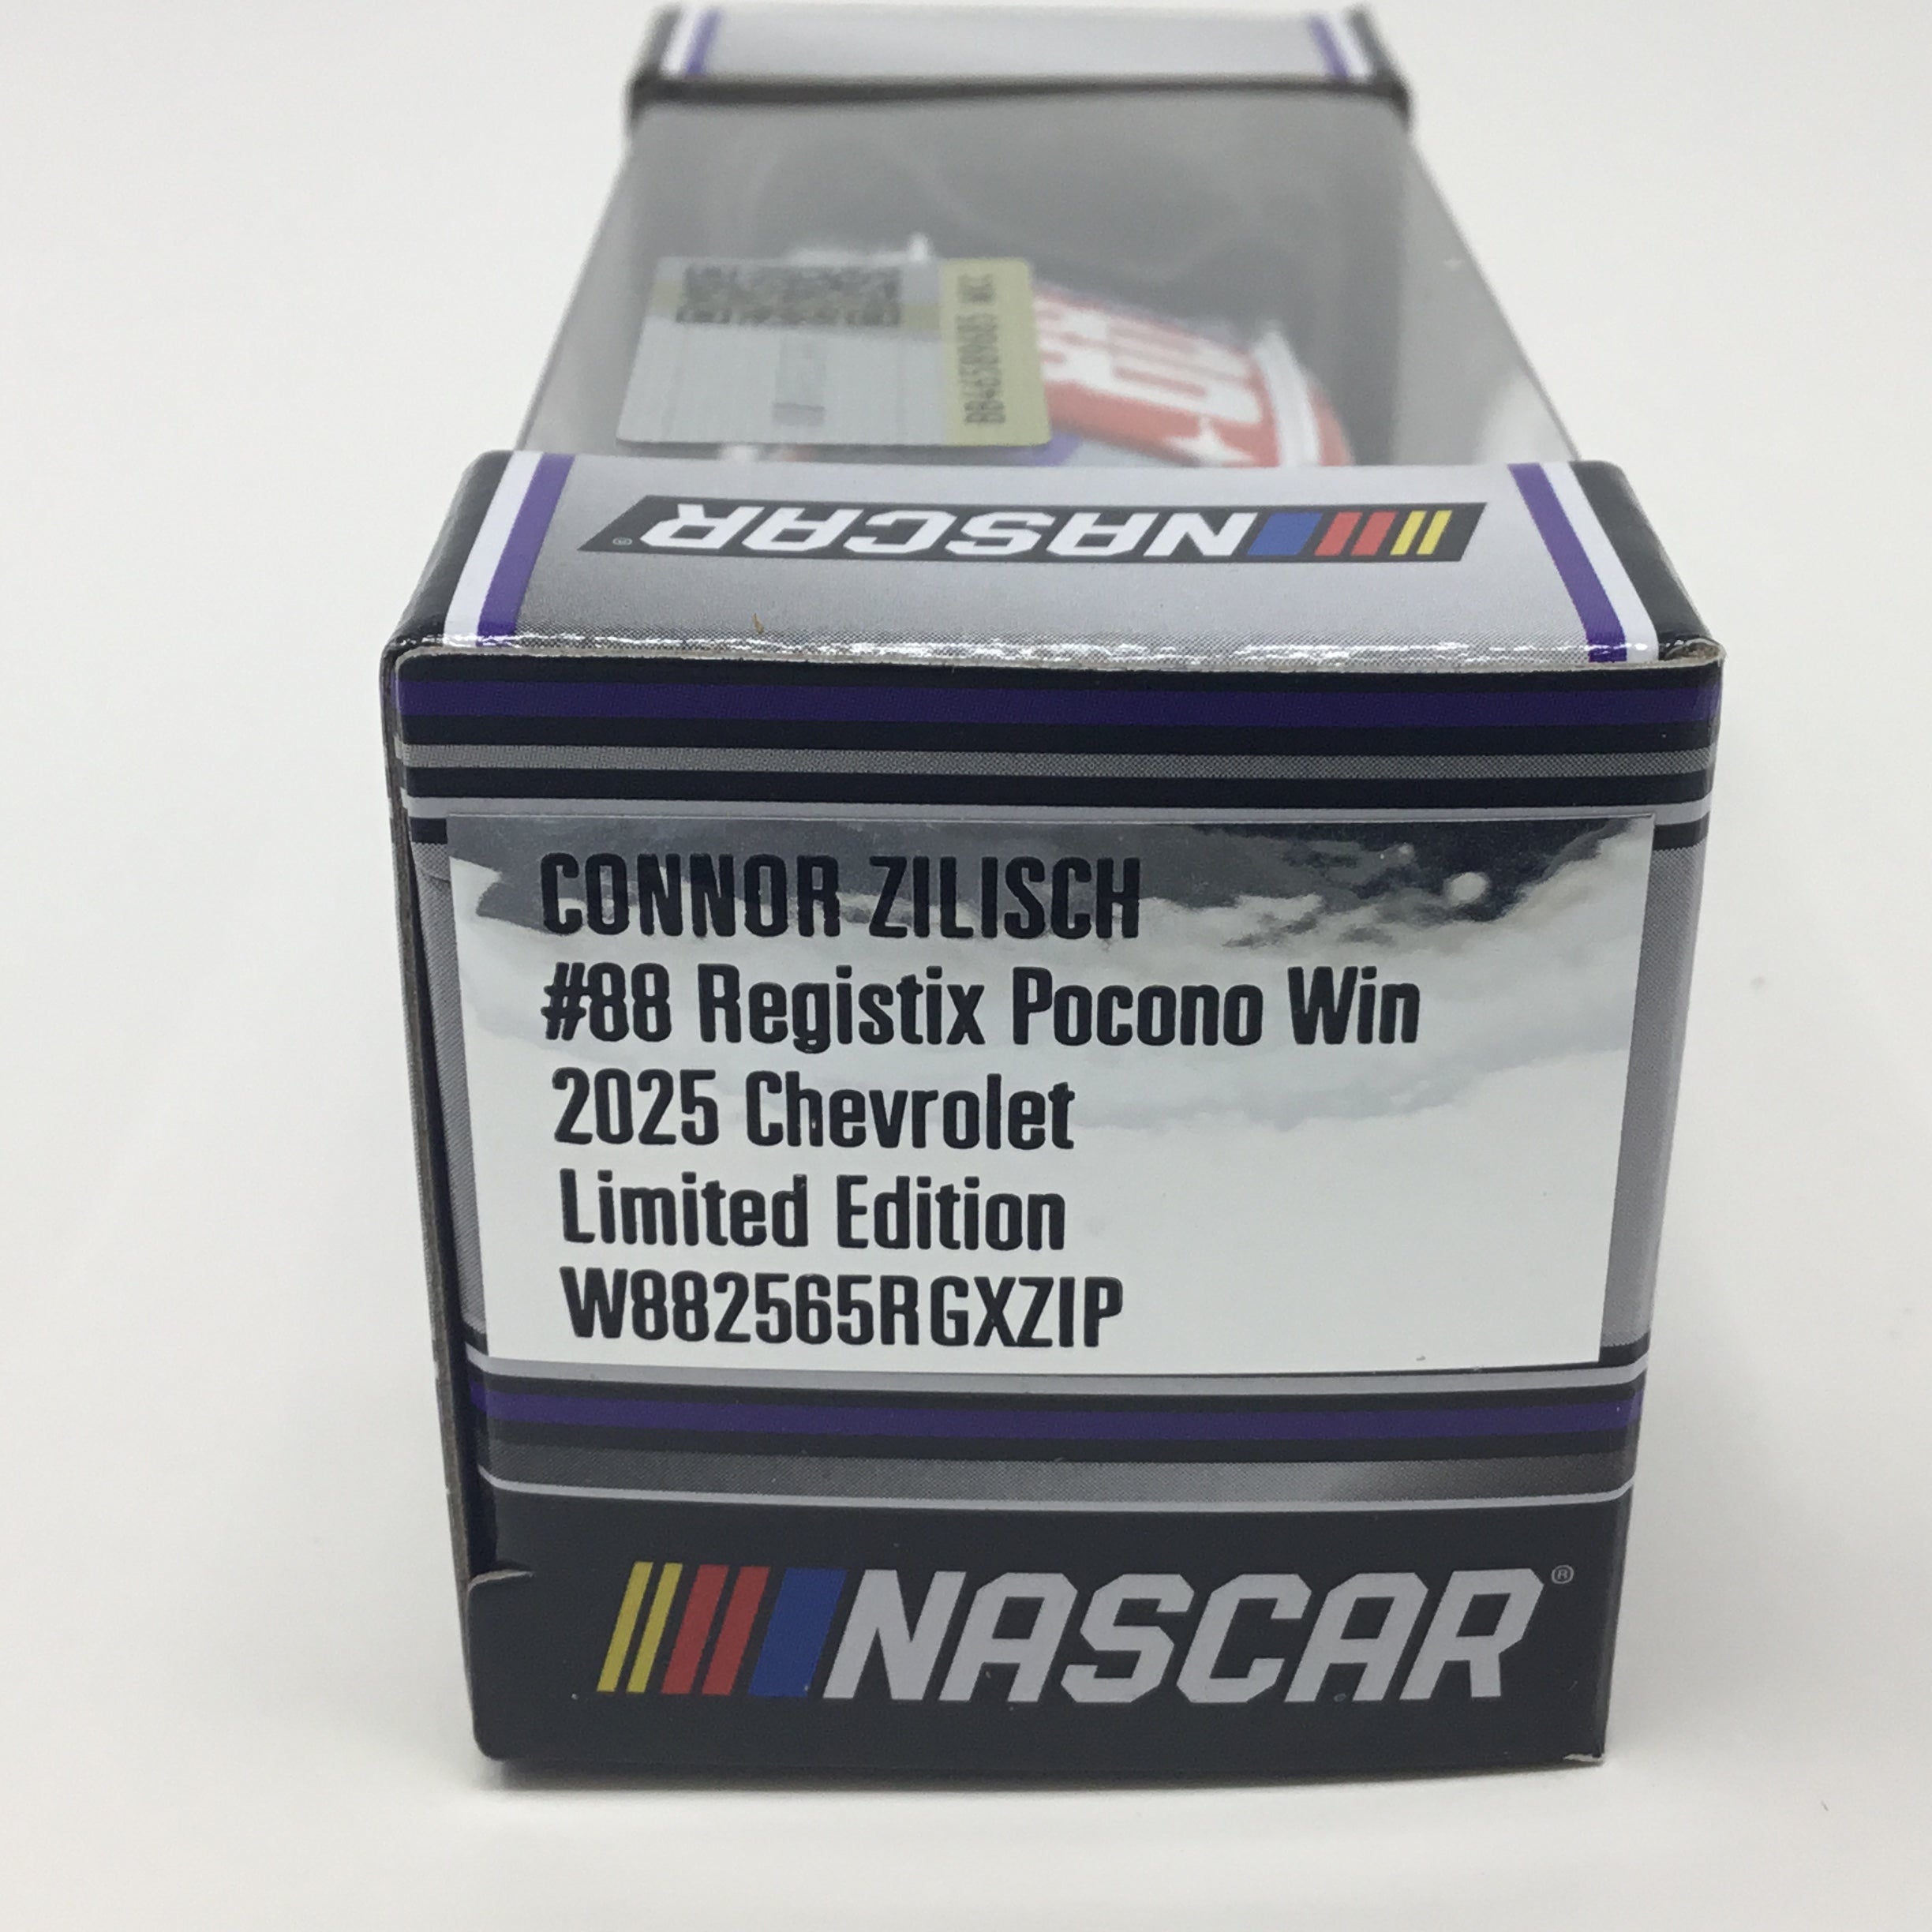 NASCAR®
CONNOR ZILISCH
#88 Registix Pocono Win
2025 Chevrolet
Limited Edition
W882565RGXZIP
NASCAR®